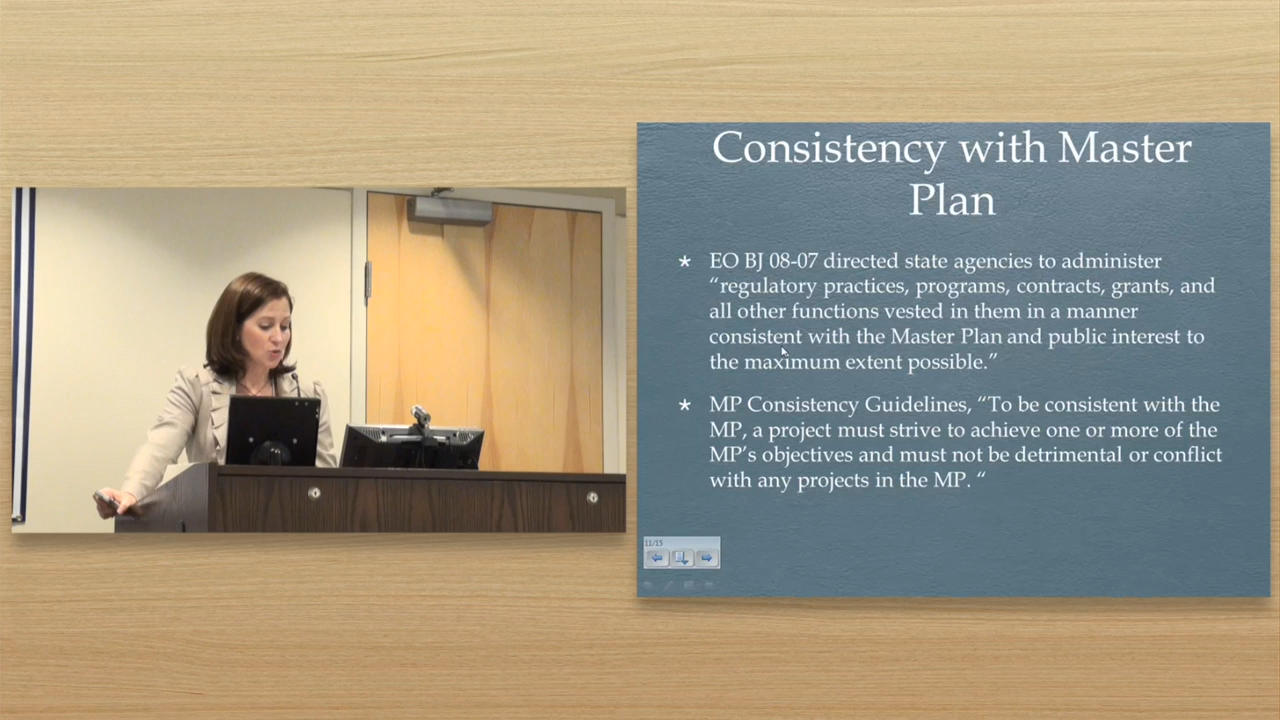 Consistency with Master
Plan
* EO BJ 08-07 directed state agencies to administer
“regulatory practices, programs, contracts, grants, and
all other functions vested in them in a manner
consistent with the Master Plan and public interest to
the maximum extent possible.”
* MP Consistency Guidelines, “To be consistent with the
MP, a project must strive to achieve one or more of the
MP’s objectives and must not be detrimental or conflict
with any projects in the MP. “
11/15